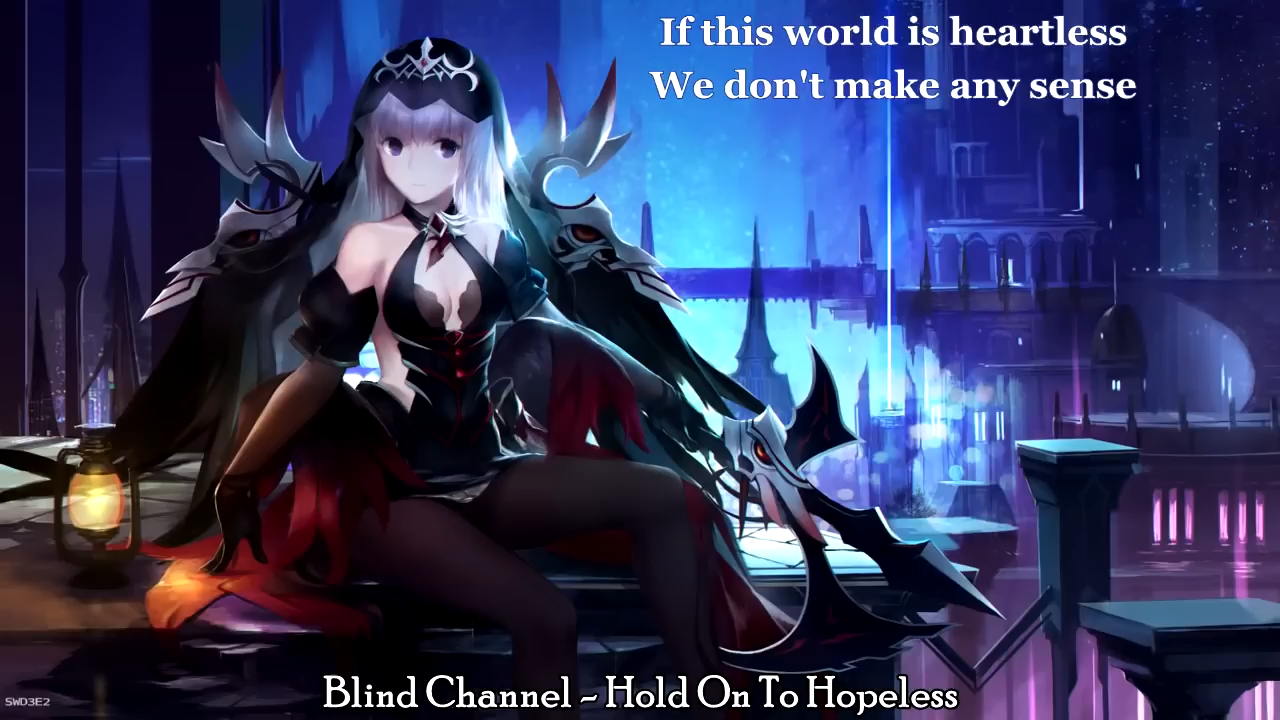 If this world is heartless
We don't make any sense
Blind Channel ~ Hold On To Hopeless
SWD3E2